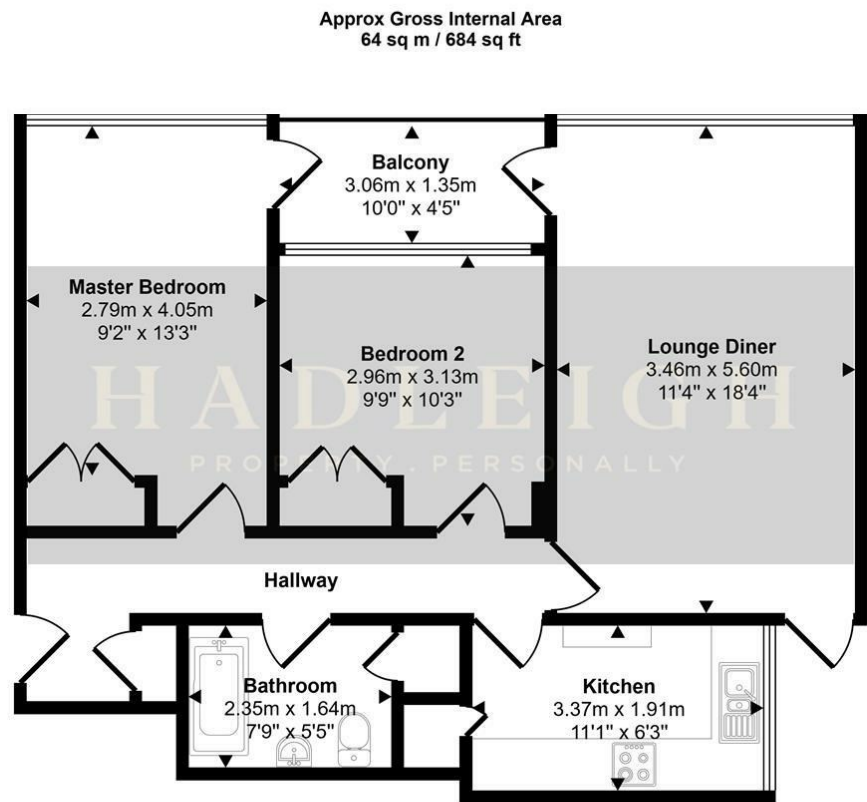 Approx Gross Internal Area
64 sq m / 684 sq ft
Balcony
3.06m x 1.35m
10'0" x 4'5"
Master Bedroom
2.79m x 4.05m
9'2" x 13'3"
Bedroom 2
2.96m x 3.13m
9'9" x 10'3"
Lounge Diner
3.46m x 5.60m
11'4" x 18'4"
HADLEIGH
PROPERTY. PERSONALLY
Hallway
Bathroom
2.35m x 1.64m
7'9" x 5'5"
Kitchen
3.37m x 1.91m
11'1" x 6'3"